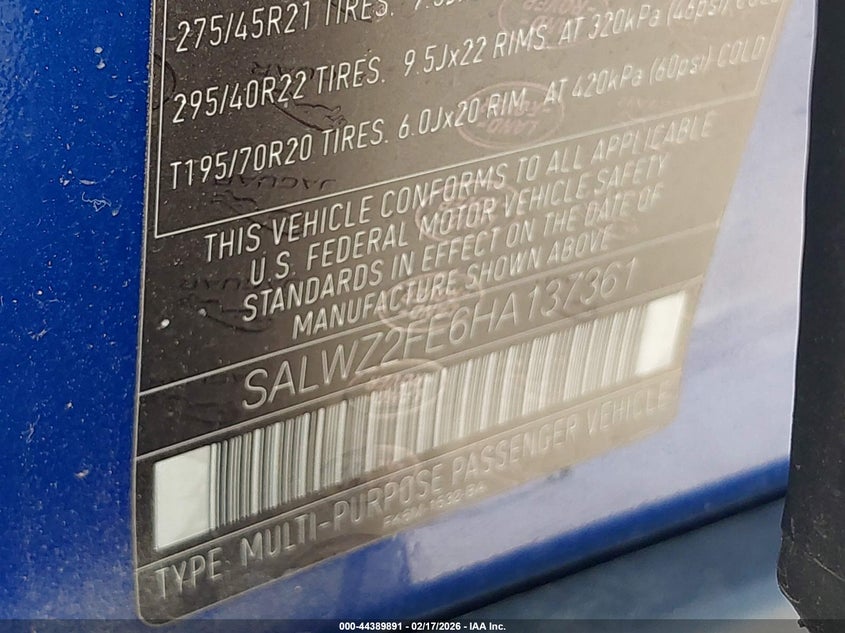 275/45R21 TIRES.
295/40R22 TIRES. 9.5Jx22 RIMS. AT 320kPa (46psi) COLD
T195/70R20 TIRES. 6.0Jx20 RIM. AT 420kPa (60psi) COLD
THIS VEHICLE CONFORMS TO ALL APPLICABLE
U.S. FEDERAL MOTOR VEHICLE SAFETY
STANDARDS IN EFFECT ON THE DATE OF
MANUFACTURE SHOWN ABOVE
SALWZ2FE6HA137361
TYPE: MULTI-PURPOSE PASSENGER VEHICLE
000-44389891 - 02/17/2026 - IAA Inc.